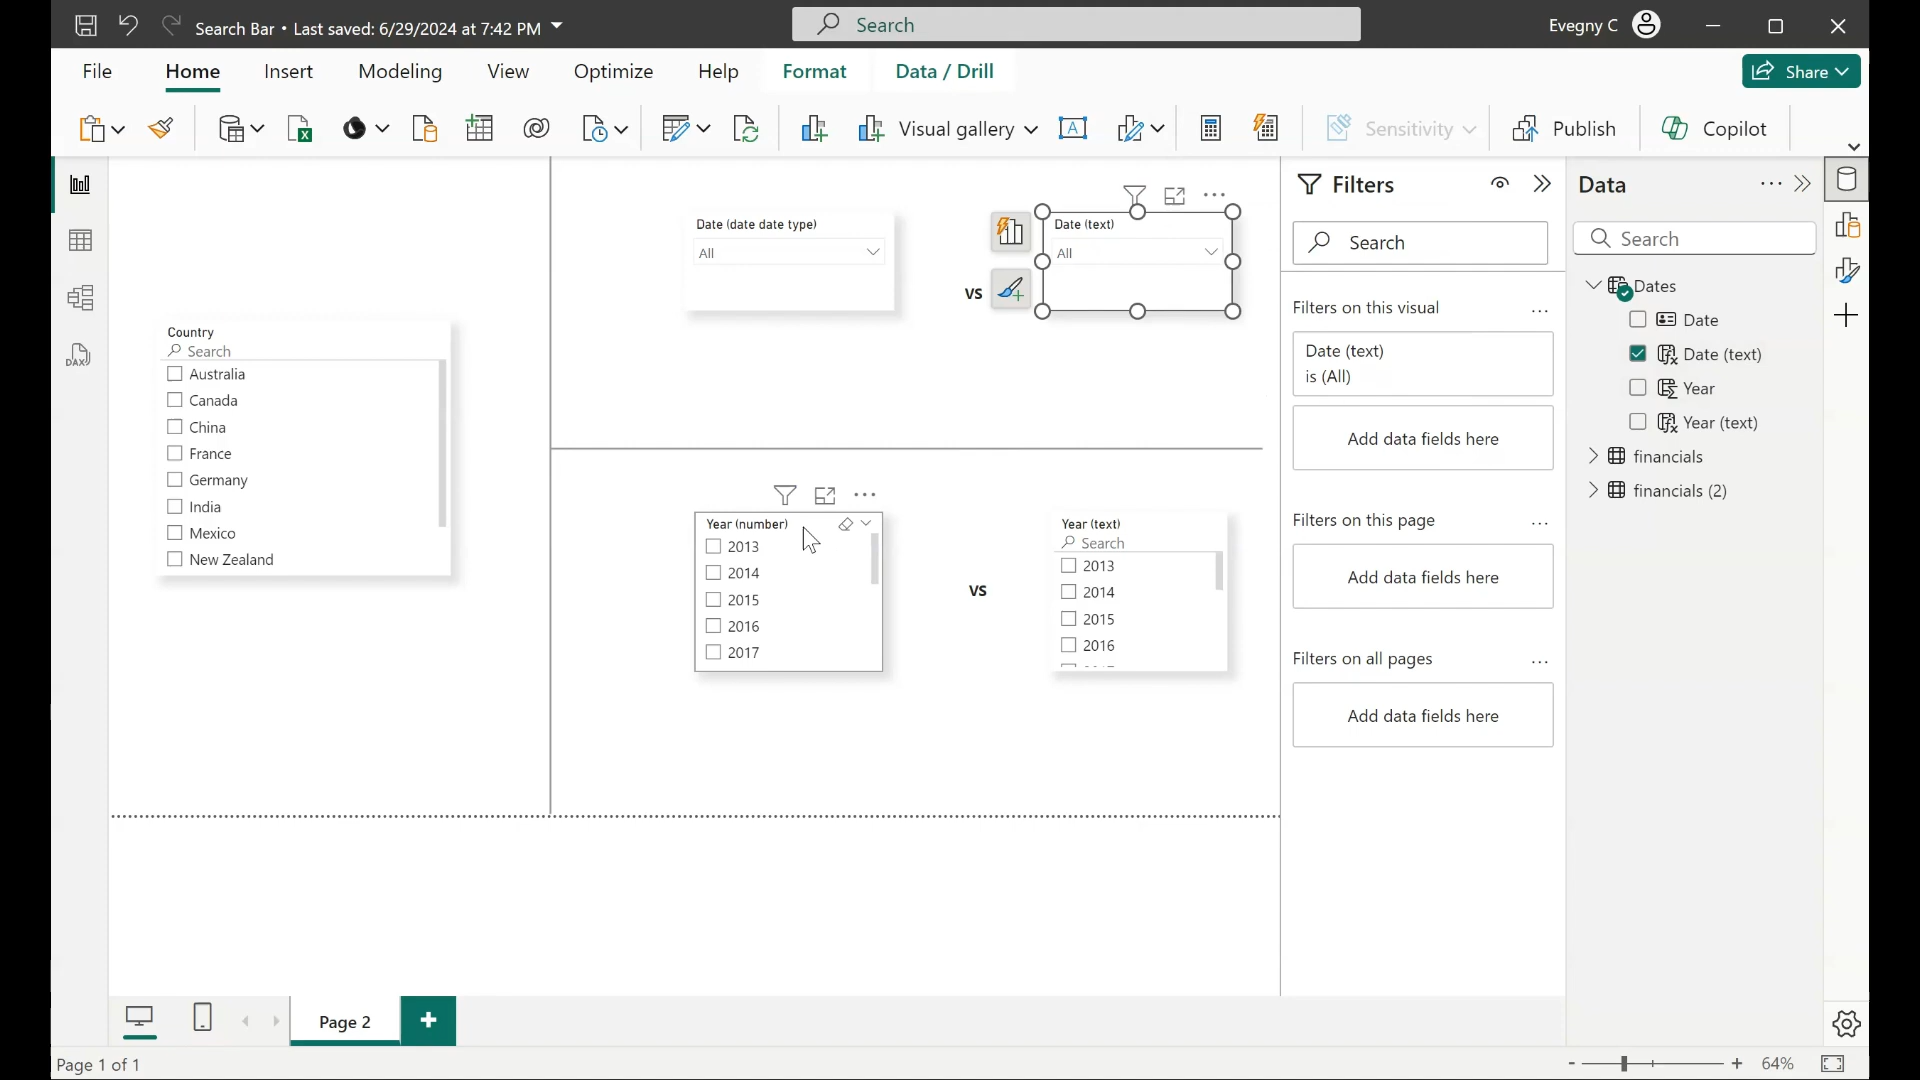 Search Bar • Last saved: 6/29/2024 at 7:42 PM
Search
Evegny C
File
Home
Insert
Modeling
View
Optimize
Help
Format
Data / Drill
Share
Visual gallery
Sensitivity
Publish
Copilot
DAX
Country
Search
Australia
Canada
China
France
Germany
India
Mexico
New Zealand
Date (date date type)
All
vs
Date (text)
All
Year (number)
2013
2014
2015
2016
2017
vs
Year (text)
Search
2013
2014
2015
2016
Filters
Search
Filters on this visual
Date (text)
is (All)
Add data fields here
Filters on this page
Add data fields here
Filters on all pages
Add data fields here
Data
Search
Dates
Date
Date (text)
Year
Year (text)
financials
financials (2)
Page 2
Page 1 of 1
64%